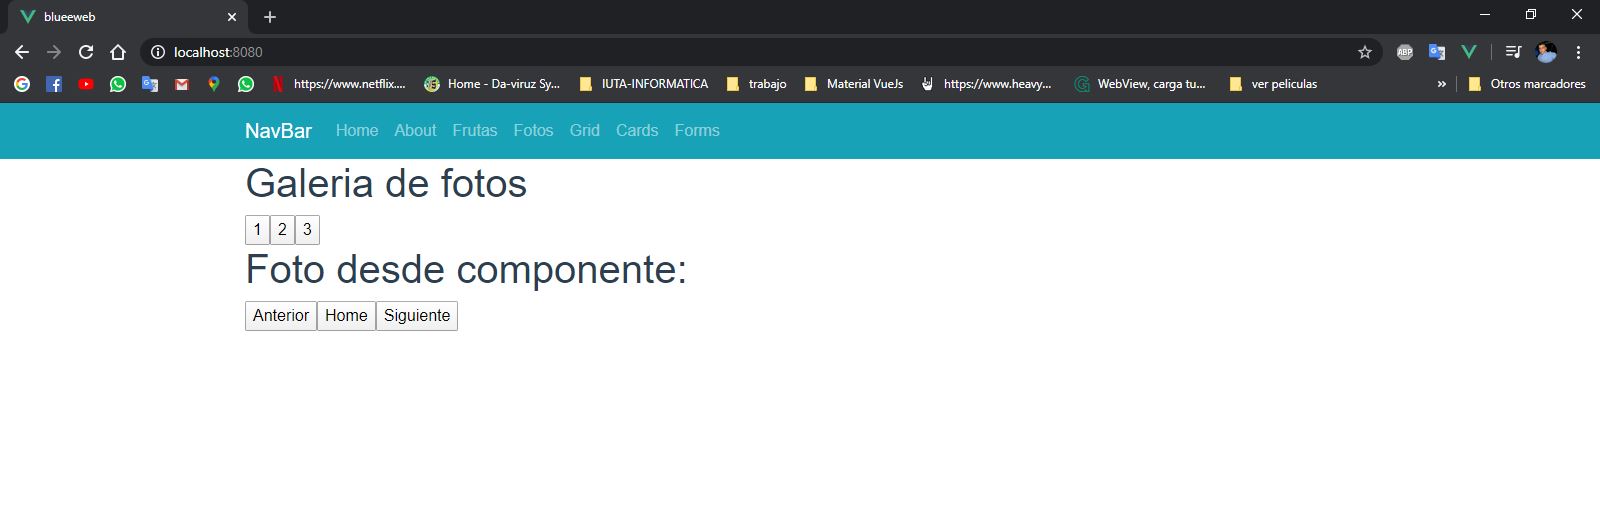 blueeweb
localhost:8080
ABP
https://www.netflix.... Home - Da-viruz Sy... IUTA-INFORMATICA trabajo Material VueJs https://www.heavy... WebView, carga tu... ver peliculas » Otros marcadores
NavBar Home About Frutas Fotos Grid Cards Forms
Galeria de fotos
1 2 3
Foto desde componente:
Anterior Home Siguiente